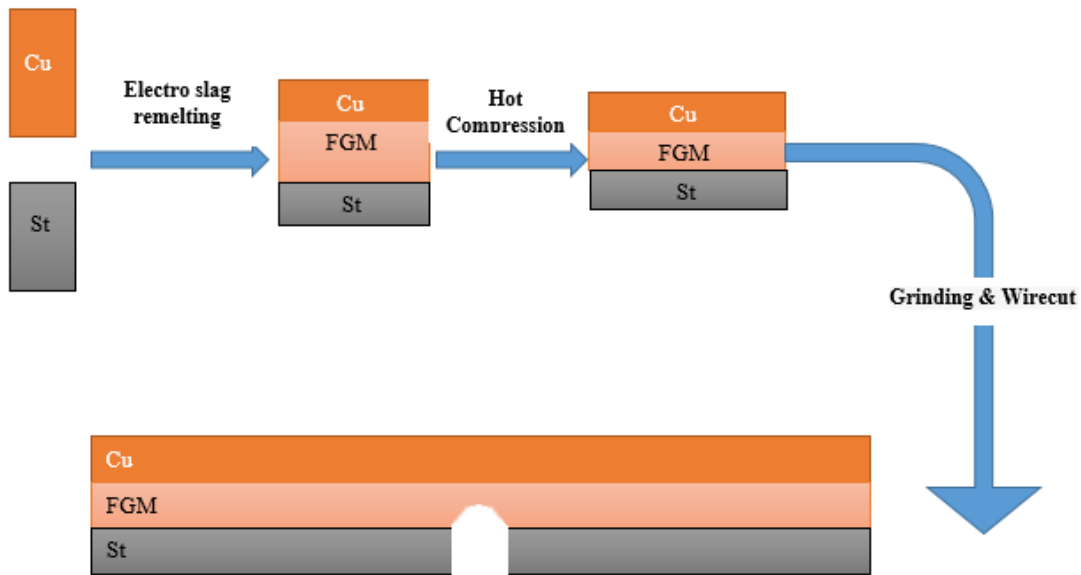 Cu
St
Electro slag
remelting
Cu
FGM
St
Hot
Compression
Cu
FGM
St
Grinding & Wirecut
Cu
FGM
St